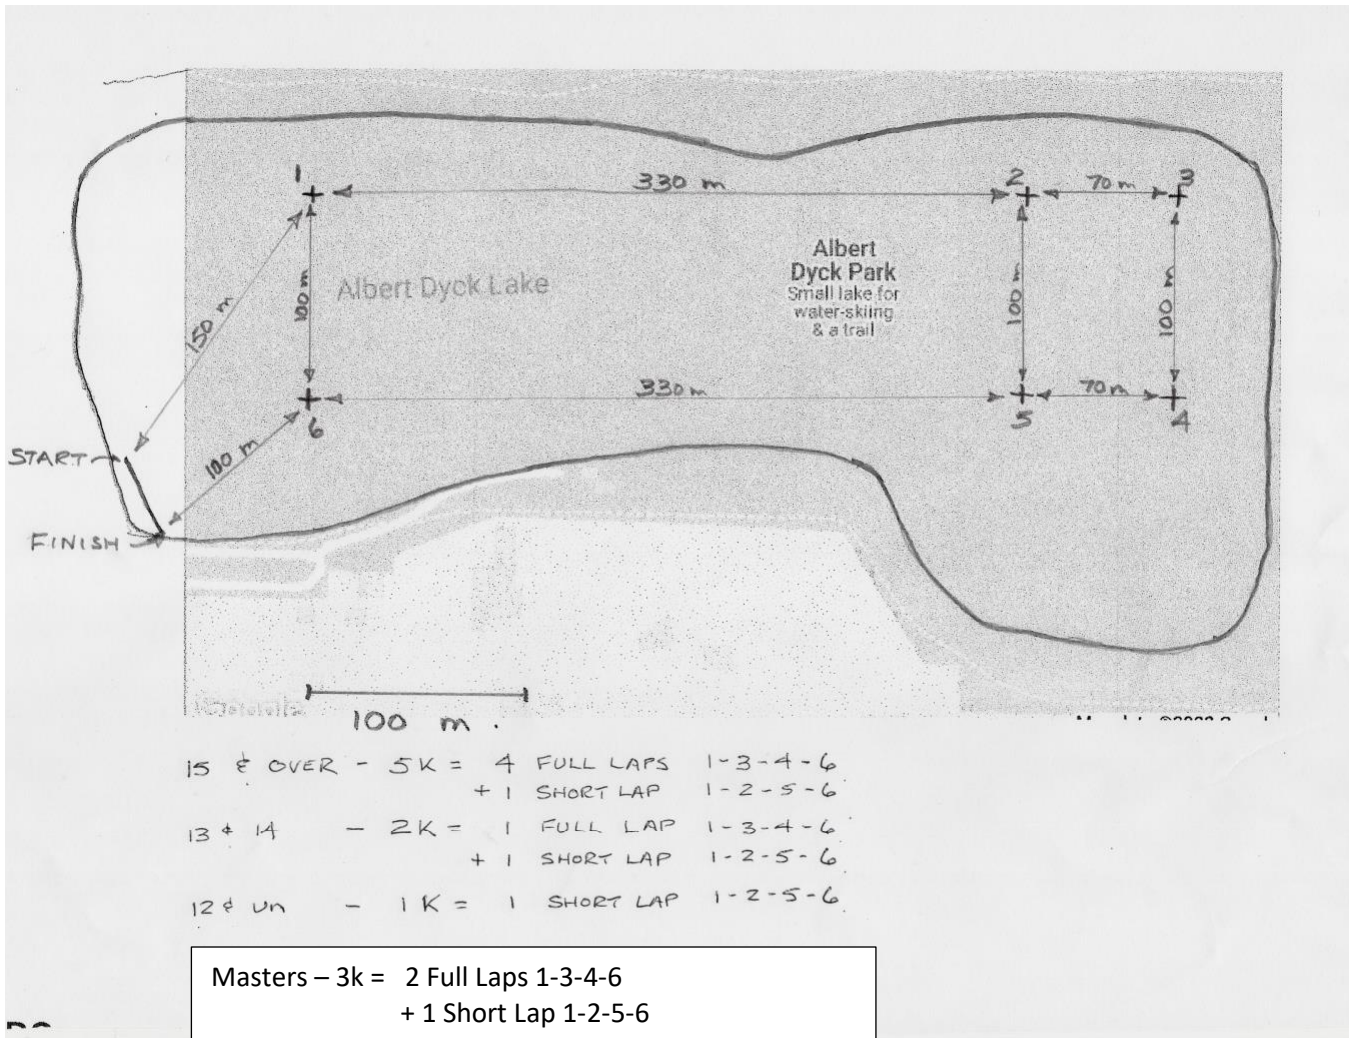 1
330 m
2
70 m
3
150 m
100 m
Albert Dyck Lake
Albert
Dyck Park
Small lake for
water-skiing
& a trail
100 m
100 m
6
330 m
5
70 m
4
START
100 m
FINISH
100 m.
15 & OVER - 5K = 4 FULL LAPS 1-3-4-6
+ 1 SHORT LAP 1-2-5-6
13 & 14 - 2K = 1 FULL LAP 1-3-4-6
+ 1 SHORT LAP 1-2-5-6
12 & Un - 1K = 1 SHORT LAP 1-2-5-6
Masters – 3k = 2 Full Laps 1-3-4-6
+ 1 Short Lap 1-2-5-6